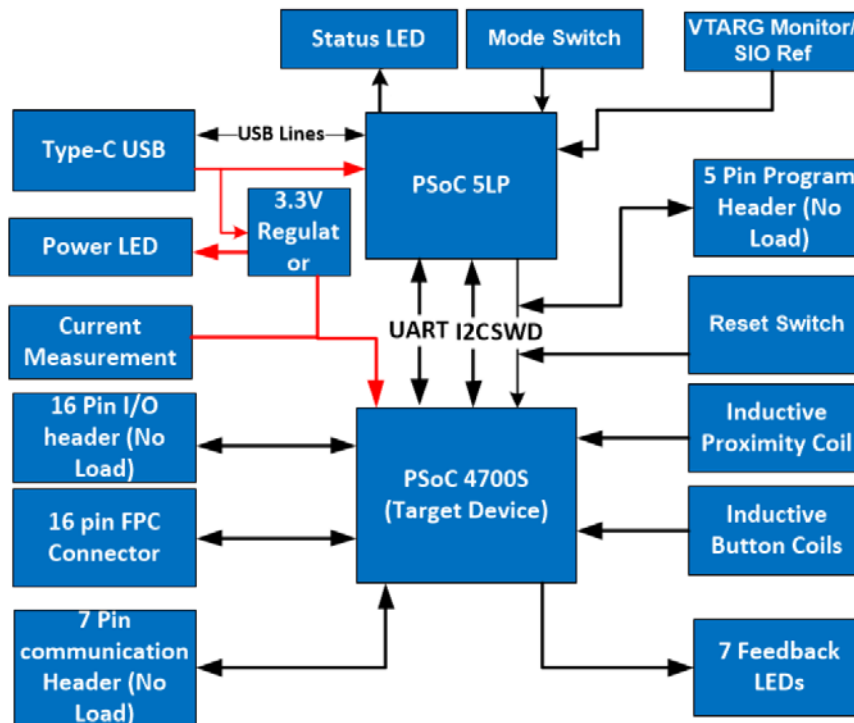 Status LED
Mode Switch
VTARG Monitor/
SIO Ref
Type-C USB
USB Lines
PSoC 5LP
5 Pin Program
Header (No
Load)
3.3V
Regulat
or
Power LED
Current
Measurement
UART
I2C
SWD
Reset Switch
16 Pin I/O
header (No
Load)
PSoC 4700S
(Target Device)
Inductive
Proximity Coil
16 pin FPC
Connector
Inductive
Button Coils
7 Pin
communication
Header (No
Load)
7 Feedback
LEDs